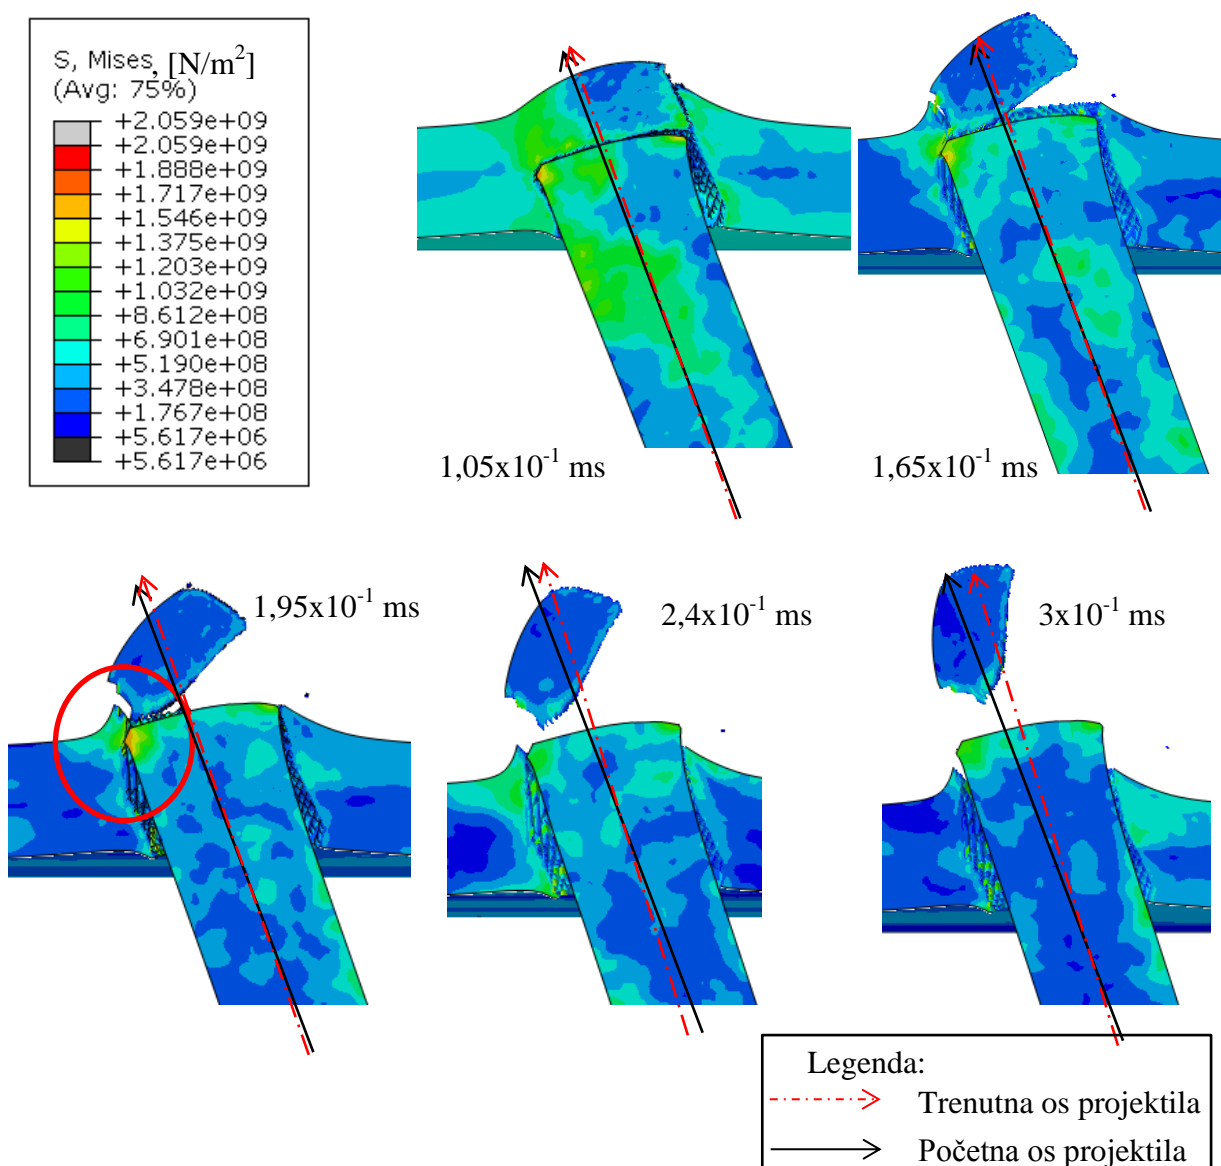 S, Mises, [N/m²]
(Avg: 75%)
+2.059e+09
+2.059e+09
+1.888e+09
+1.717e+09
+1.546e+09
+1.375e+09
+1.203e+09
+1.032e+09
+8.612e+08
+6.901e+08
+5.190e+08
+3.478e+08
+1.767e+08
+5.617e+06
+5.617e+06
1,05x10⁻¹ ms
1,65x10⁻¹ ms
1,95x10⁻¹ ms
2,4x10⁻¹ ms
3x10⁻¹ ms
Legenda:
Trenutna os projektila
Početna os projektila